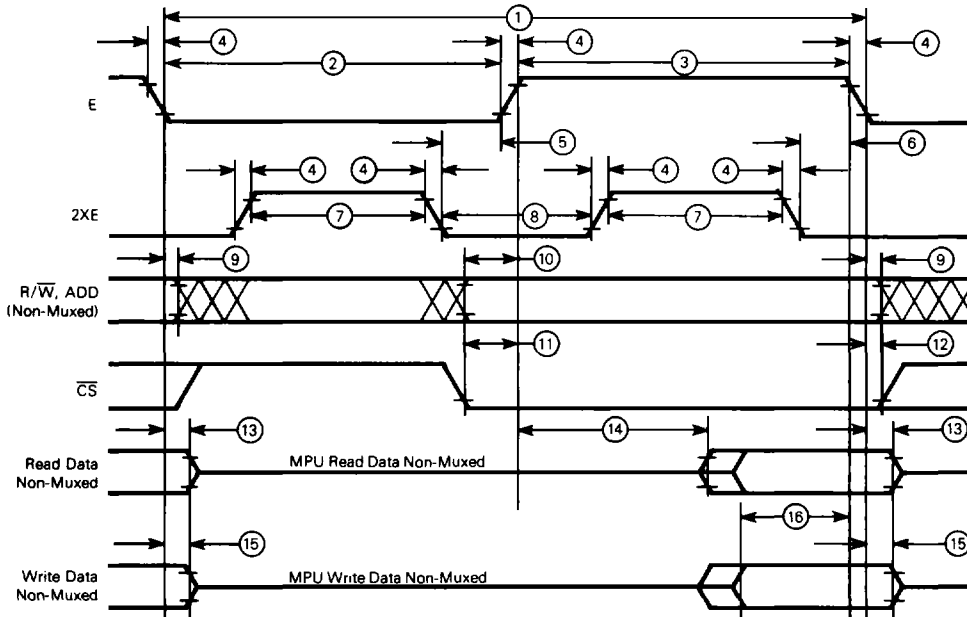 1
4 4 4
2 3
E
5 6
4 4 4 4
2XE 7 8 7
9 10 9
R/W̅, ADD
(Non-Muxed)
11 12
C̅S̅
13 14 13
Read Data
Non-Muxed
MPU Read Data Non-Muxed
16
15 15
Write Data
Non-Muxed
MPU Write Data Non-Muxed